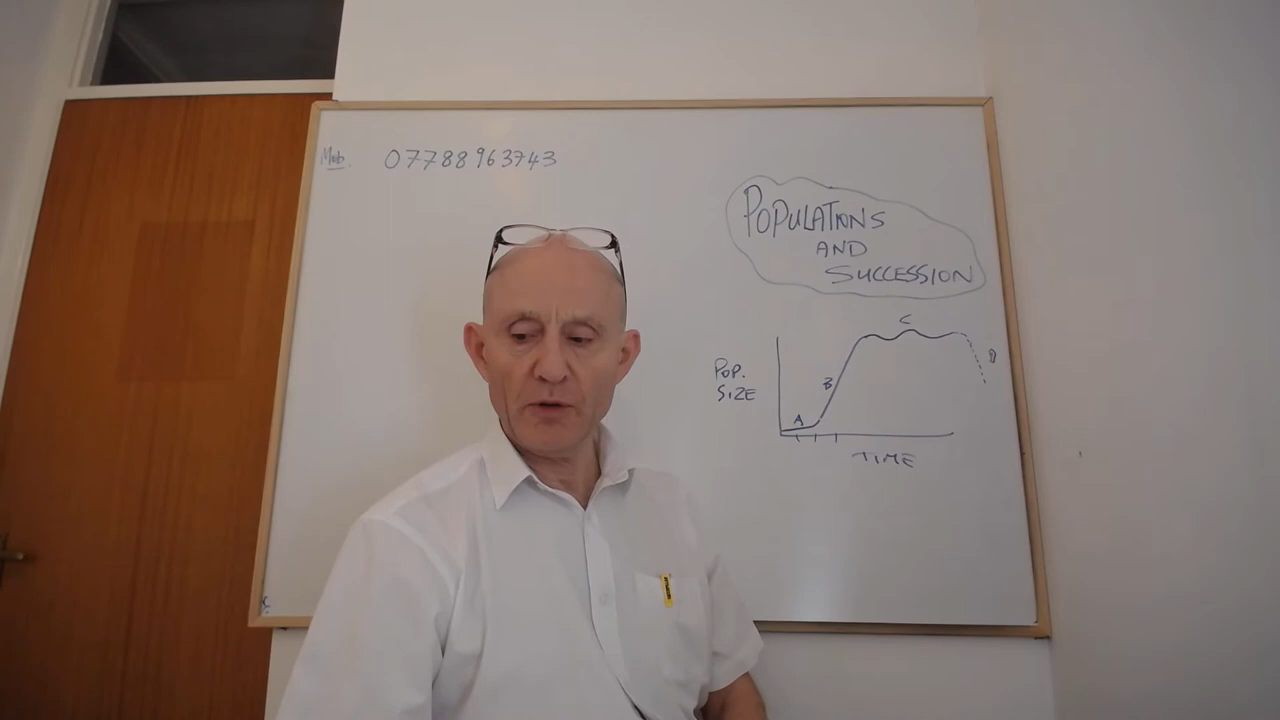 Mob. 07788963743
POPULATIONS
AND
SUCCESSION
C
D
POP.
SIZE
B
A
TIME